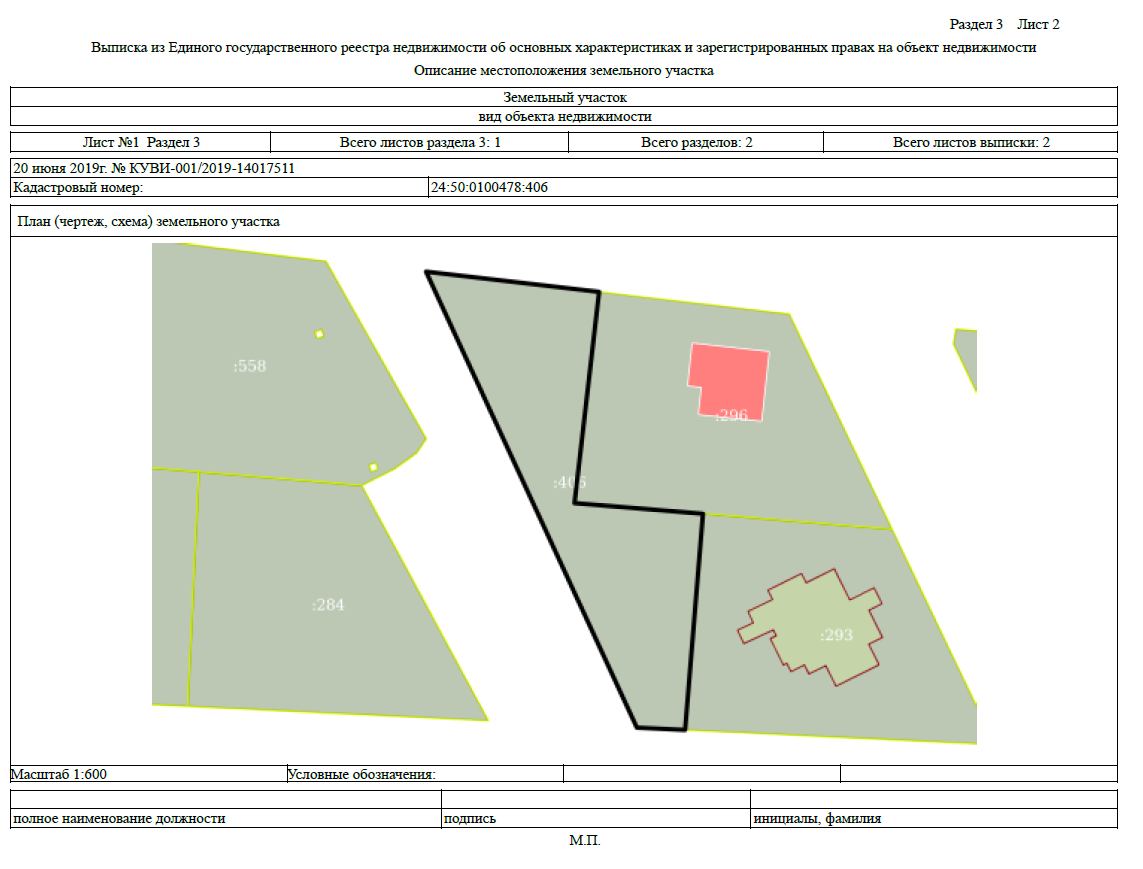 Раздел 3 Лист 2
Выписка из Единого государственного реестра недвижимости об основных характеристиках и зарегистрированных правах на объект недвижимости
Описание местоположения земельного участка
Земельный участок
вид объекта недвижимости
Лист №1 Раздел 3 Всего листов раздела 3: 1 Всего разделов: 2 Всего листов выписки: 2
20 июня 2019г. № КУВИ-001/2019-14017511
Кадастровый номер: 24:50:0100478:406
План (чертеж, схема) земельного участка
:558
:296
:406
:284
:293
Масштаб 1:600 Условные обозначения:
полное наименование должности подпись инициалы, фамилия
М.П.